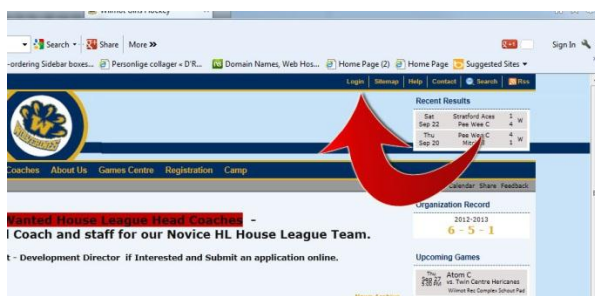 Wilmot Girls Hockey
Search Share More » Sign In
-ordering Sidebar boxes... Personlige collager « D'R... Domain Names, Web Hos... Home Page (2) Home Page Suggested Sites
Login Sitemap Help Contact Search Rss
Recent Results
Sat Stratford Aces 1 W
Sep 22 Pee Wee C 4
Thu Pee Wee C 4 W
Sep 20 1
Coaches About Us Games Centre Registration Camp
Calendar Share Feedback
Organization Record
2012-2013
6 - 5 - 1
Wanted House League Head Coaches -
Coach and staff for our Novice HL House League Team.
t - Development Director if Interested and Submit an application online.
Upcoming Games
Thu Atom C
Sep 27 vs. Twin Centre Hericanes
Wilmot Rec Complex Schout Pad